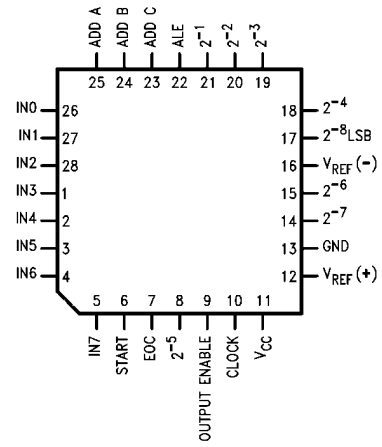 ADD A
ADD B
ADD C
ALE
2⁻¹
2⁻²
2⁻³
25 24 23 22 21 20 19
IN0 26
IN1 27
IN2 28
IN3 1
IN4 2
IN5 3
IN6 4
18 2⁻⁴
17 2⁻⁸LSB
16 VREF(−)
15 2⁻⁶
14 2⁻⁷
13 GND
12 VREF(+)
5 6 7 8 9 10 11
IN7
START
EOC
2⁻⁵
OUTPUT ENABLE
CLOCK
VCC